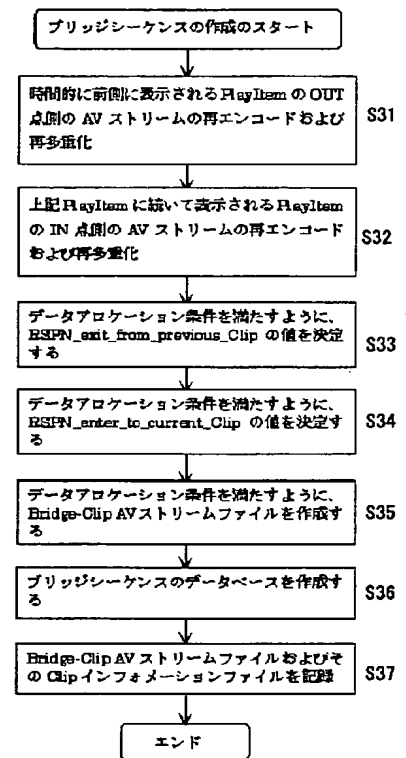 ブリッジシーケンスの作成のスタート
時間的に前側に表示されるPlayItemのOUT
点側のAVストリームの再エンコードおよび
再多重化
S31
上記PlayItemに続いて表示されるPlayItem
のIN点側のAVストリームの再エンコード
および再多重化
S32
データアロケーション条件を満たすように、
RSPN_exit_from_previous_Clipの値を決定
する
S33
データアロケーション条件を満たすように、
RSPN_enter_to_current_Clipの値を決定す
る
S34
データアロケーション条件を満たすように、
Bridge-Clip AVストリームファイルを作成す
る
S35
ブリッジシーケンスのデータベースを作成す
る
S36
Bridge-Clip AVストリームファイルおよびそ
のClipインフォメーションファイルを記録
S37
エンド